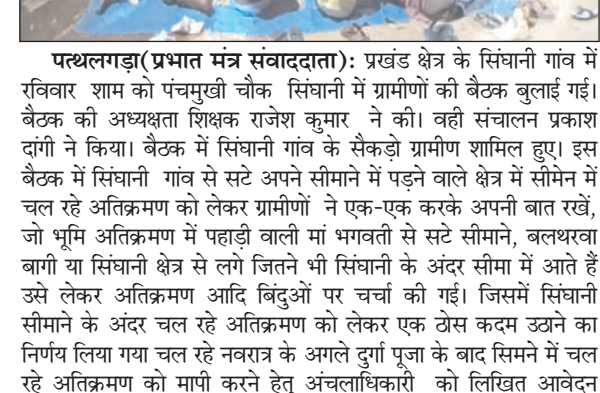 पत्थलगड़ा(प्रभात मंत्र संवाददाता): प्रखंड क्षेत्र के सिंघानी गांव में
रविवार शाम को पंचमुखी चौक सिंघानी में ग्रामीणों की बैठक बुलाई गई।
बैठक की अध्यक्षता शिक्षक राजेश कुमार ने की। वही संचालन प्रकाश
दांगी ने किया। बैठक में सिंघानी गांव के सैकड़ो ग्रामीण शामिल हुए। इस
बैठक में सिंघानी गांव से सटे अपने सीमाने में पड़ने वाले क्षेत्र में सीमेन में
चल रहे अतिक्रमण को लेकर ग्रामीणों ने एक-एक करके अपनी बात रखें,
जो भूमि अतिक्रमण में पहाड़ी वाली मां भगवती से सटे सीमाने, बलथरवा
बागी या सिंघानी क्षेत्र से लगे जितने भी सिंघानी के अंदर सीमा में आते हैं
उसे लेकर अतिक्रमण आदि बिंदुओं पर चर्चा की गई। जिसमें सिंघानी
सीमाने के अंदर चल रहे अतिक्रमण को लेकर एक ठोस कदम उठाने का
निर्णय लिया गया चल रहे नवरात्र के अगले दुर्गा पूजा के बाद सिमने में चल
रहे अतिक्रमण को मापी करने हेतु अंचलाधिकारी को लिखित आवेदन